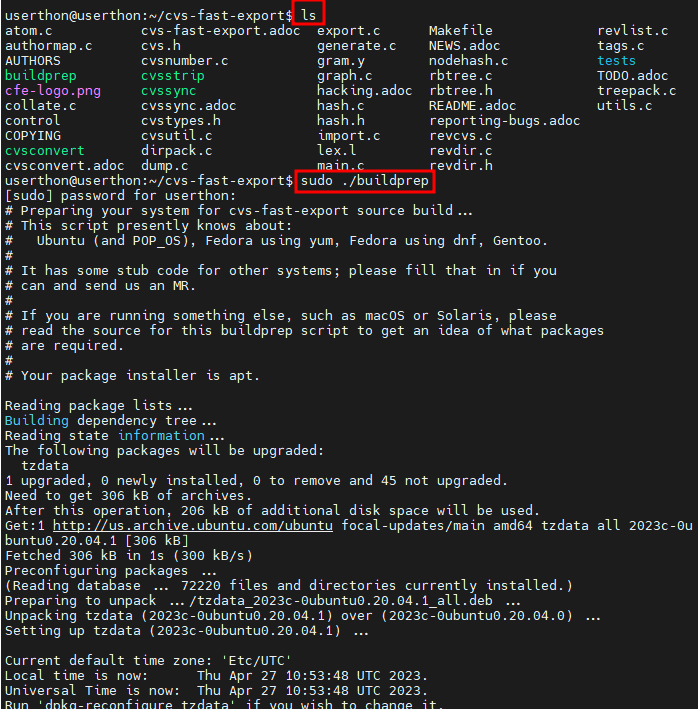 userthon@userthon:~/cvs-fast-export$ ls
atom.c cvs-fast-export.adoc export.c Makefile revlist.c
authormap.c cvs.h generate.c NEWS.adoc tags.c
AUTHORS cvsnumber.c gram.y nodehash.c tests
buildprep cvsstrip graph.c rbtree.c TODO.adoc
cfe-logo.png cvssync hacking.adoc rbtree.h treepack.c
collate.c cvssync.adoc hash.c README.adoc utils.c
control cvstypes.h hash.h reporting-bugs.adoc
COPYING cvsutil.c import.c revcvs.c
cvsconvert dirpack.c lex.l revdir.c
cvsconvert.adoc dump.c main.c revdir.h
userthon@userthon:~/cvs-fast-export$ sudo ./buildprep
[sudo] password for userthon:
# Preparing your system for cvs-fast-export source build...
# This script presently knows about:
#   Ubuntu (and POP_OS), Fedora using yum, Fedora using dnf, Gentoo.
#
# It has some stub code for other systems; please fill that in if you
# can and send us an MR.
#
# If you are running something else, such as macOS or Solaris, please
# read the source for this buildprep script to get an idea of what packages
# are required.
#
# Your package installer is apt.
Reading package lists...
Building dependency tree...
Reading state information...
The following packages will be upgraded:
  tzdata
1 upgraded, 0 newly installed, 0 to remove and 45 not upgraded.
Need to get 306 kB of archives.
After this operation, 206 kB of additional disk space will be used.
Get:1 http://us.archive.ubuntu.com/ubuntu focal-updates/main amd64 tzdata all 2023c-0u
buntu0.20.04.1 [306 kB]
Fetched 306 kB in 1s (300 kB/s)
Preconfiguring packages ...
(Reading database ... 72220 files and directories currently installed.)
Preparing to unpack .../tzdata_2023c-0ubuntu0.20.04.1_all.deb ...
Unpacking tzdata (2023c-0ubuntu0.20.04.1) over (2023c-0ubuntu0.20.04.0) ...
Setting up tzdata (2023c-0ubuntu0.20.04.1) ...
Current default time zone: 'Etc/UTC'
Local time is now:      Thu Apr 27 10:53:48 UTC 2023.
Universal Time is now:  Thu Apr 27 10:53:48 UTC 2023.
Run 'dpkg-reconfigure tzdata' if you wish to change it.